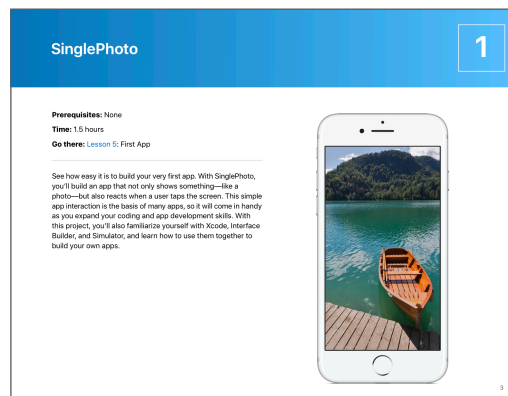 SinglePhoto
1
Prerequisites: None
Time: 1.5 hours
Go there: Lesson 5: First App
See how easy it is to build your very first app. With SinglePhoto,
you'll build an app that not only shows something—like a
photo—but also reacts when a user taps the screen. This simple
app interaction is the basis of many apps, so it will come in handy
as you expand your coding and app development skills. With
this project, you'll also familiarize yourself with Xcode, Interface
Builder, and Simulator, and learn how to use them together to
build your own apps.
3